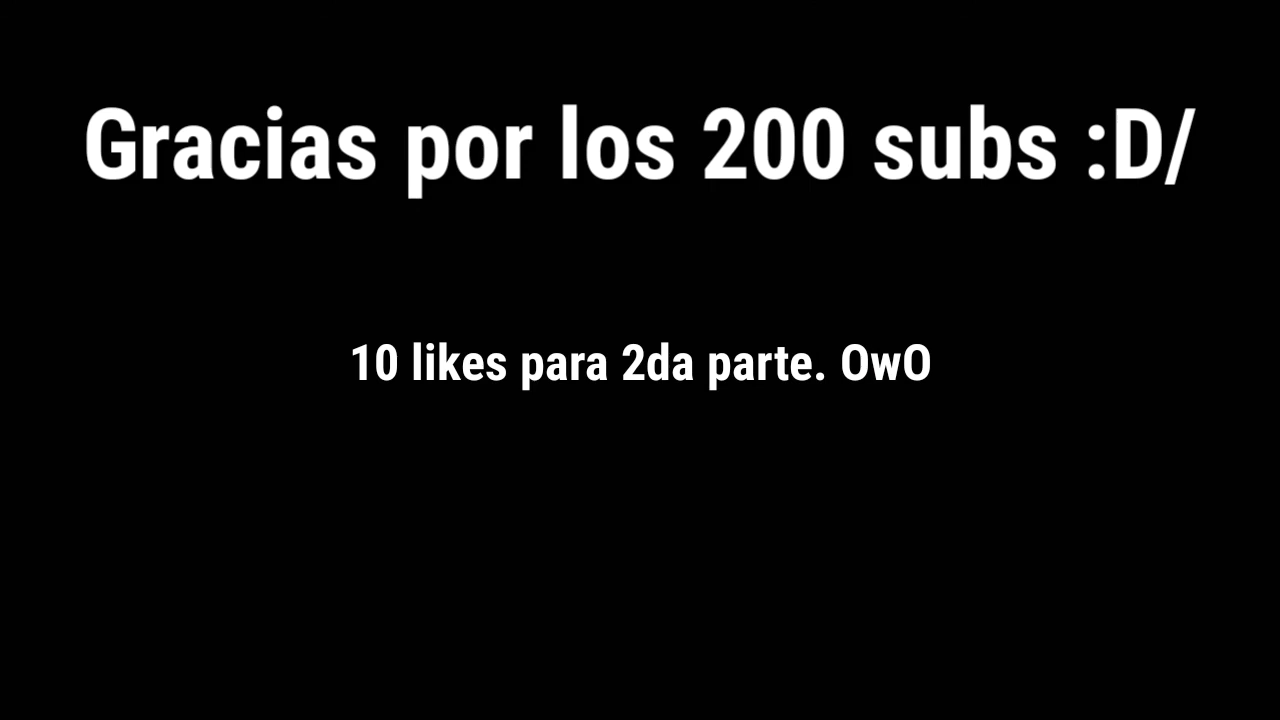 Gracias por los 200 subs :D/
10 likes para 2da parte. OwO